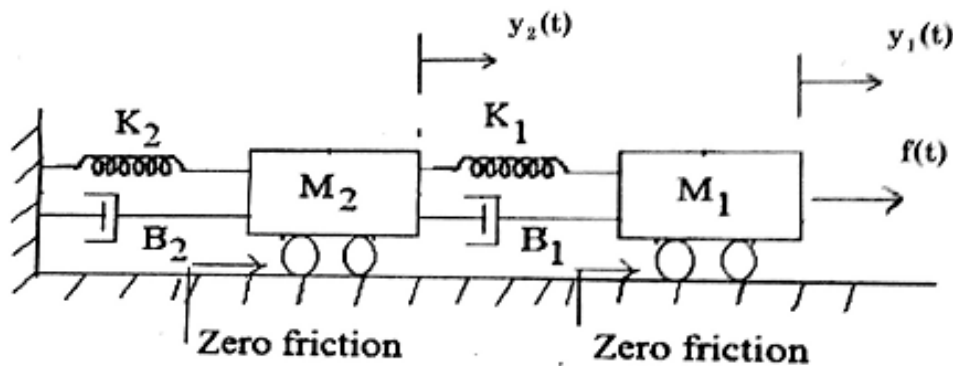 y₂(t)
y₁(t)
K₂
K₁
f(t)
M₂
M₁
B₂
B₁
Zero friction
Zero friction